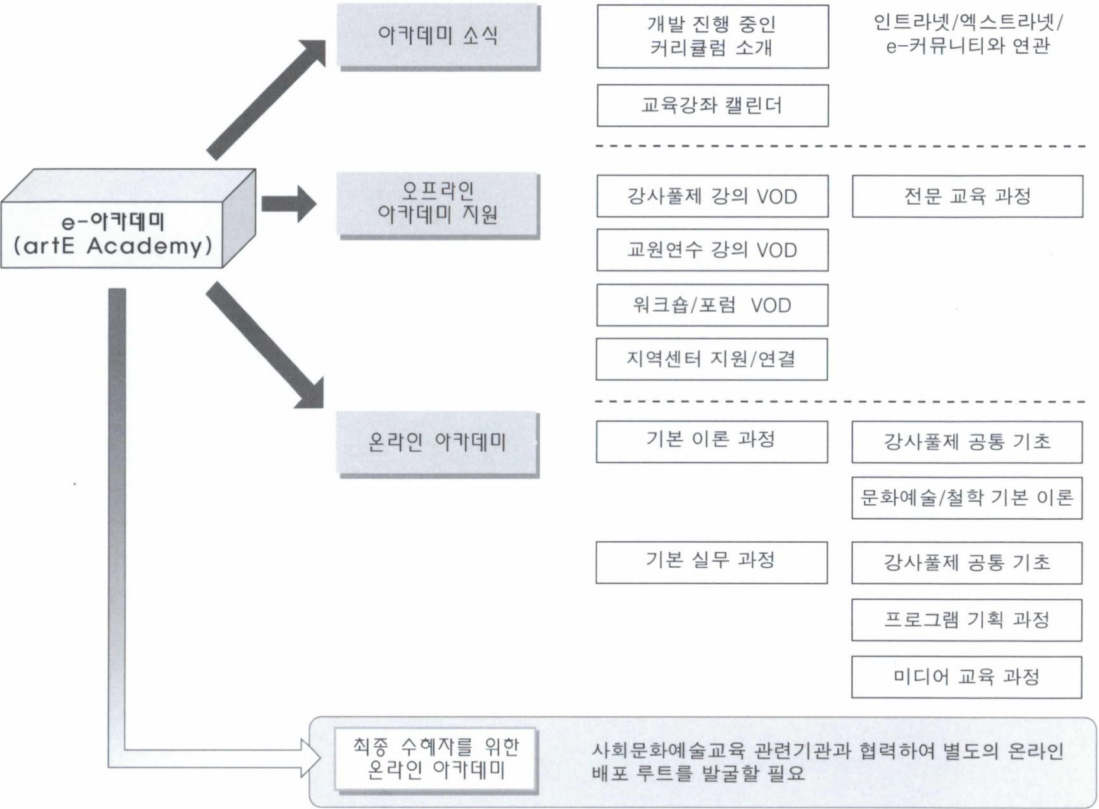 아카데미 소식
개발 진행 중인
커리큘럼 소개
인트라넷/엑스트라넷/
e-커뮤니티와 연관
교육강좌 캘린더
e-아카데미
(artE Academy)
오프라인
아카데미 지원
강사풀제 강의 VOD
전문 교육 과정
교원연수 강의 VOD
워크숍/포럼 VOD
지역센터 지원/연결
온라인 아카데미
기본 이론 과정
강사풀제 공통 기초
문화예술/철학 기본 이론
기본 실무 과정
강사풀제 공통 기초
프로그램 기획 과정
미디어 교육 과정
최종 수혜자를 위한
온라인 아카데미
사회문화예술교육 관련기관과 협력하여 별도의 온라인
배포 루트를 발굴할 필요